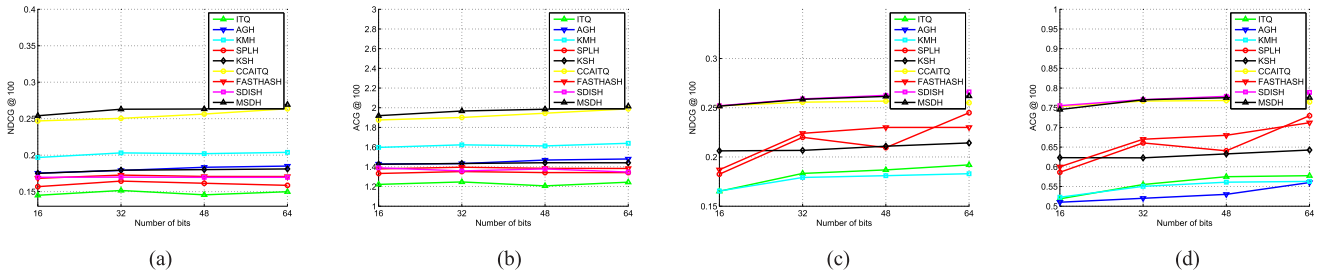 0.4
0.35
0.3
0.25
0.2
0.15
NDCG @ 100
16
32
48
64
Number of bits
ITQ
AGH
KMH
SPLH
KSH
CCAITQ
FASTHASH
SDISH
MSDH
(a)
3
2.8
2.6
2.4
2.2
2
1.8
1.6
1.4
1.2
1
ACG @ 100
16
32
48
64
Number of bits
ITQ
AGH
KMH
SPLH
KSH
CCAITQ
FASTHASH
SDISH
MSDH
(b)
0.3
0.25
0.2
0.15
NDCG @ 100
16
32
48
64
Number of bits
ITQ
AGH
KMH
SPLH
KSH
CCAITQ
FASTHASH
SDISH
MSDH
(c)
1
0.95
0.9
0.85
0.8
0.75
0.7
0.65
0.6
0.55
0.5
ACG @ 100
16
32
48
64
Number of bits
ITQ
AGH
KMH
SPLH
KSH
CCAITQ
FASTHASH
SDISH
MSDH
(d)